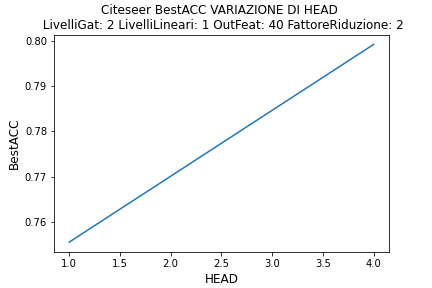 Citeseer BestACC VARIAZIONE DI HEAD
LivelliGat: 2 LivelliLineari: 1 OutFeat: 40 FattoreRiduzione: 2
0.80
0.79
0.78
0.77
0.76
BestACC
1.0 1.5 2.0 2.5 3.0 3.5 4.0
HEAD